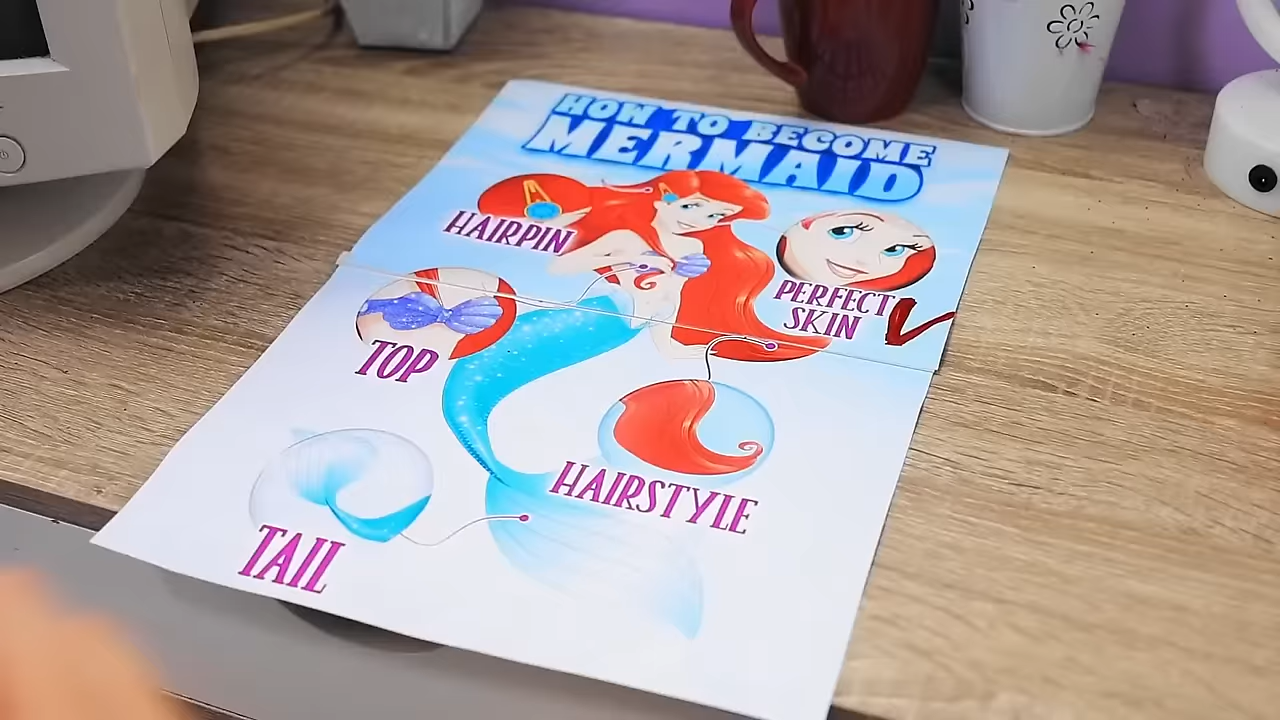 HOW TO BECOME
MERMAID
HAIRPIN
PERFECT
SKIN
TOP
HAIRSTYLE
TAIL